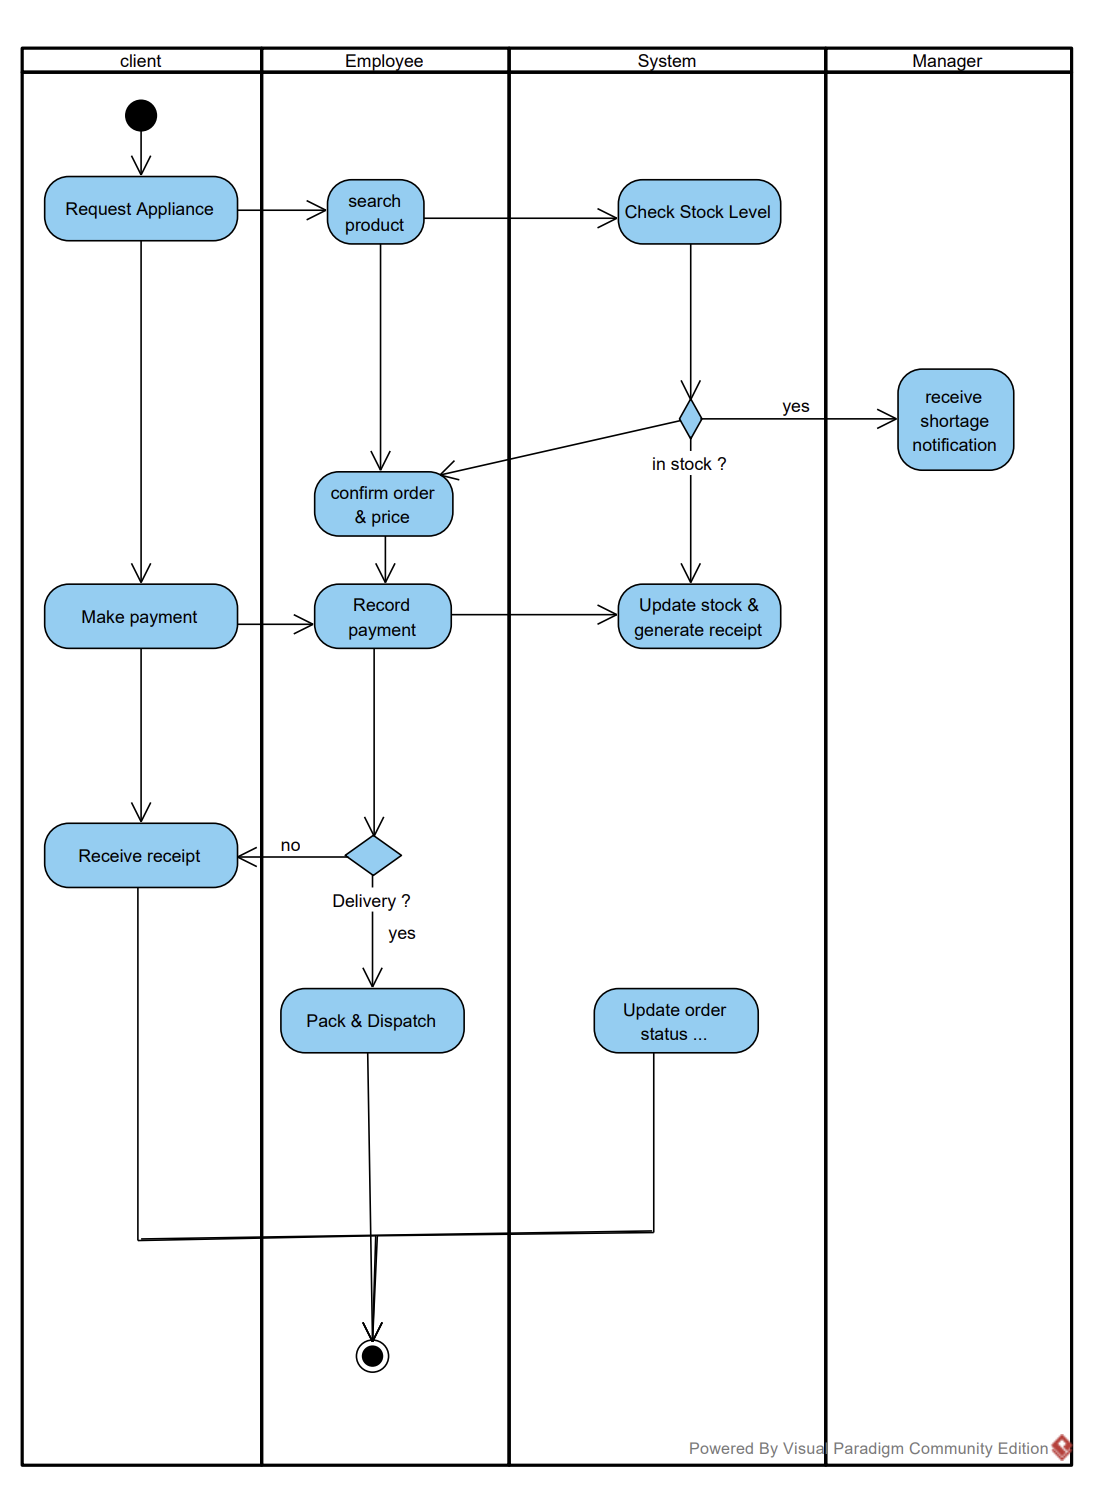 client
Employee
System
Manager
Request Appliance
search
product
Check Stock Level
receive
shortage
notification
yes
in stock ?
confirm order
& price
Make payment
Record
payment
Update stock &
generate receipt
Receive receipt
no
Delivery ?
yes
Pack & Dispatch
Update order
status ...
Powered By Visual Paradigm Community Edition